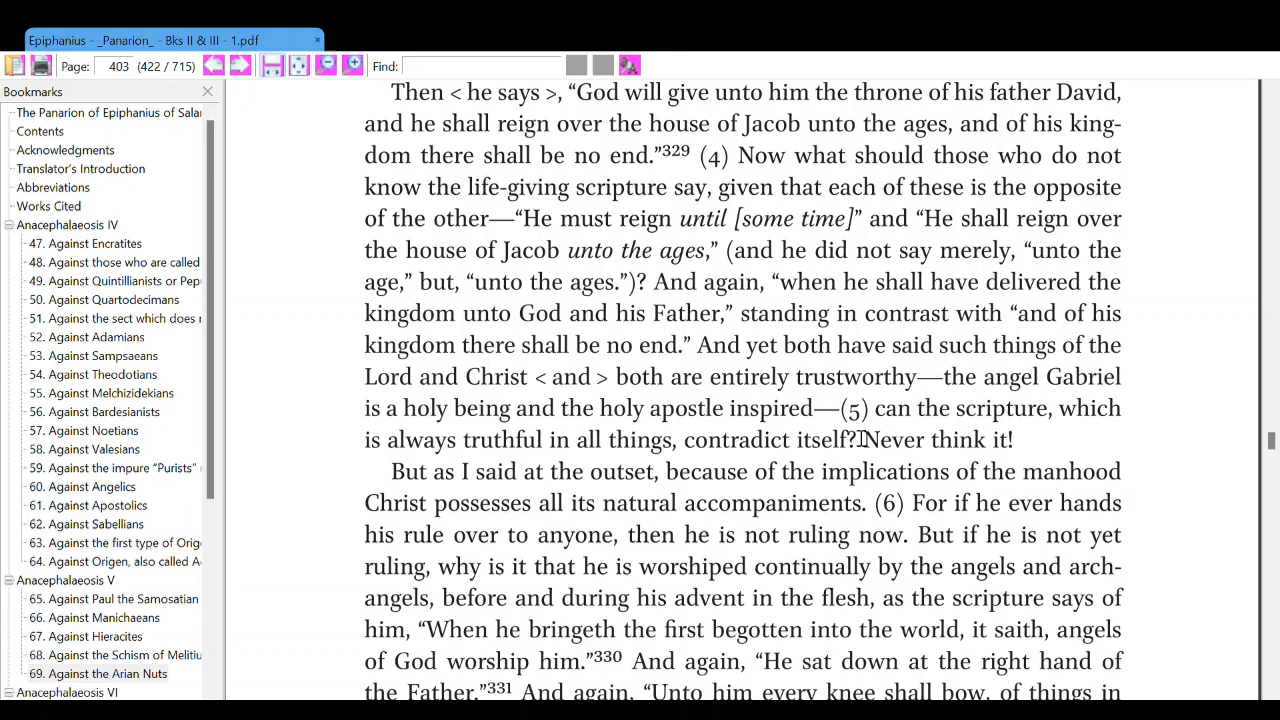 Epiphanius - _Panarion_ - Bks II & III - 1.pdf
×
Page: 403 (422 / 715)
Find:
Bookmarks
The Panarion of Epiphanius of Salar
Contents
Acknowledgments
Translator's Introduction
Abbreviations
Works Cited
Anacephalaeosis IV
47. Against Encratites
48. Against those who are called
49. Against Quintillianists or Pep
50. Against Quartodecimans
51. Against the sect which does r
52. Against Adamians
53. Against Sampsaeans
54. Against Theodotians
55. Against Melchizidekians
56. Against Bardesianists
57. Against Noetians
58. Against Valesians
59. Against the impure “Purists” (
60. Against Angelics
61. Against Apostolics
62. Against Sabellians
63. Against the first type of Orig
64. Against Origen, also called A
Anacephalaeosis V
65. Against Paul the Samosatian
66. Against Manichaeans
67. Against Hieracites
68. Against the Schism of Melitiu
69. Against the Arian Nuts
Anacephalaeosis VI
Then < he says >, “God will give unto him the throne of his father David,
and he shall reign over the house of Jacob unto the ages, and of his king-
dom there shall be no end.”329 (4) Now what should those who do not
know the life-giving scripture say, given that each of these is the opposite
of the other—“He must reign until [some time]” and “He shall reign over
the house of Jacob unto the ages,” (and he did not say merely, “unto the
age,” but, “unto the ages.”)? And again, “when he shall have delivered the
kingdom unto God and his Father,” standing in contrast with “and of his
kingdom there shall be no end.” And yet both have said such things of the
Lord and Christ < and > both are entirely trustworthy—the angel Gabriel
is a holy being and the holy apostle inspired—(5) can the scripture, which
is always truthful in all things, contradict itself? Never think it!
But as I said at the outset, because of the implications of the manhood
Christ possesses all its natural accompaniments. (6) For if he ever hands
his rule over to anyone, then he is not ruling now. But if he is not yet
ruling, why is it that he is worshiped continually by the angels and arch-
angels, before and during his advent in the flesh, as the scripture says of
him, “When he bringeth the first begotten into the world, it saith, angels
of God worship him.”330 And again, “He sat down at the right hand of
the Father.”331 And again, “Unto him every knee shall bow, of things in